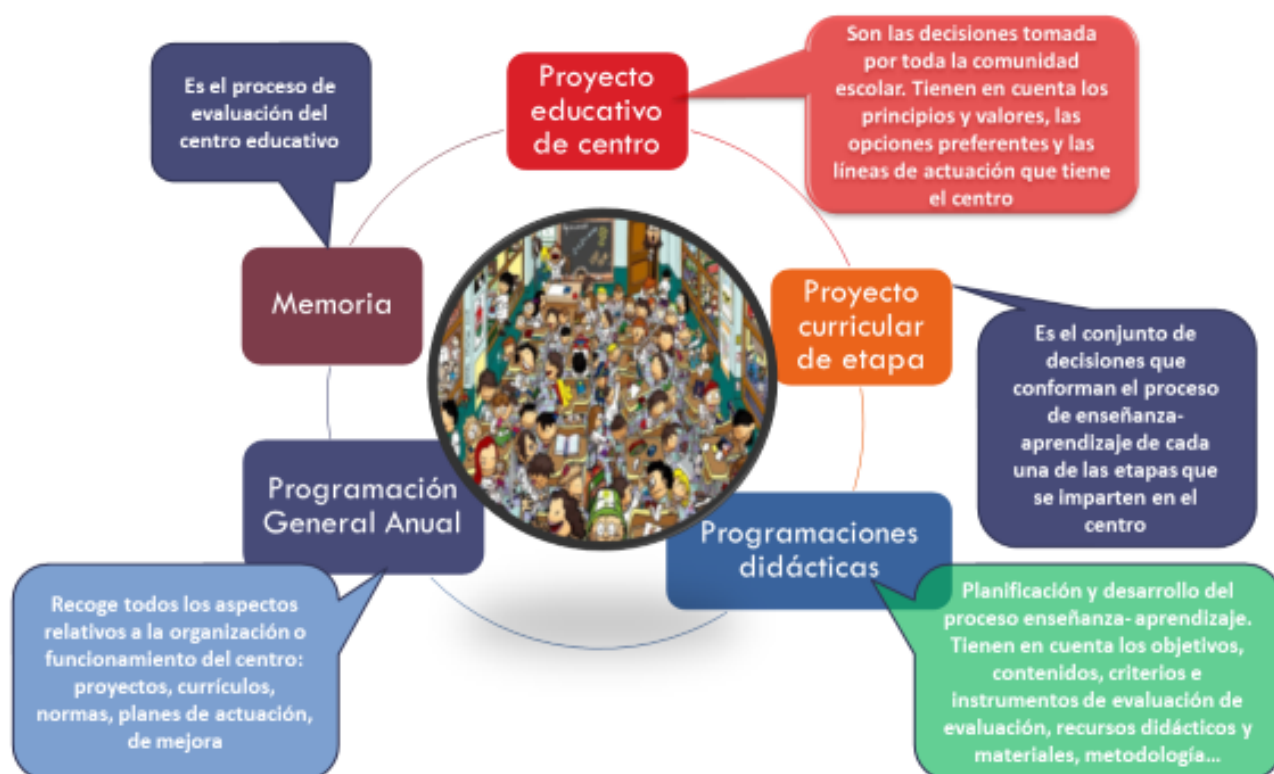 Proyecto
educativo
de centro
Son las decisiones tomada
por toda la comunidad
escolar. Tienen en cuenta los
principios y valores, las
opciones preferentes y las
líneas de actuación que tiene
el centro
Proyecto
curricular
de etapa
Es el conjunto de
decisiones que
conforman el proceso
de enseñanza-
aprendizaje de cada
una de las etapas que
se imparten en el
centro
Programaciones
didácticas
Planificación y desarrollo del
proceso enseñanza- aprendizaje.
Tienen en cuenta los objetivos,
contenidos, criterios e
instrumentos de evaluación de
evaluación, recursos didácticos y
materiales, metodología...
Programación
General Anual
Recoge todos los aspectos
relativos a la organización o
funcionamiento del centro:
proyectos, currículos,
normas, planes de actuación,
de mejora
Memoria
Es el proceso de
evaluación del
centro educativo